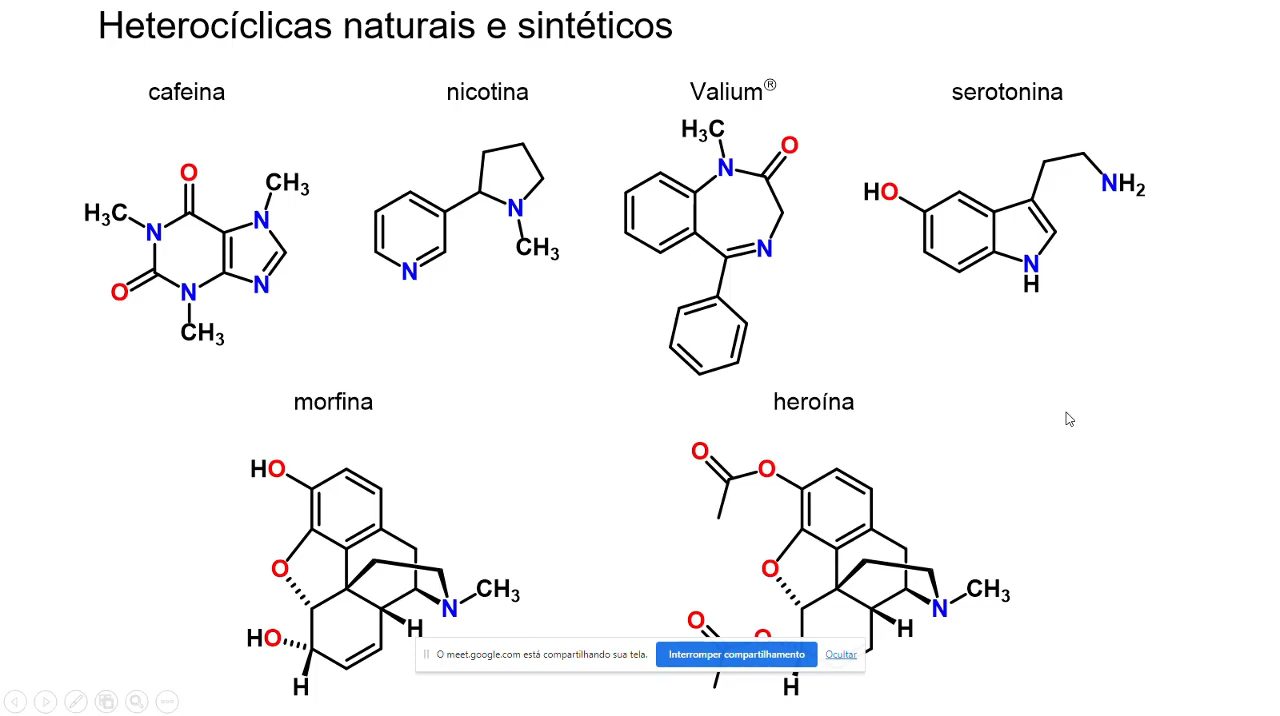 Heterocíclicas naturais e sintéticos
cafeina
nicotina
Valium®
serotonina
O
CH₃
H₃C
N
N
O
N
N
CH₃
N
CH₃
N
H₃C
O
N
N
HO
NH₂
N
H
morfina
heroína
HO
O
N
CH₃
H
HO
H
O
O
O
N
CH₃
H
O
O
H
O meet.google.com está compartilhando sua tela.
Interromper compartilhamento
Ocultar